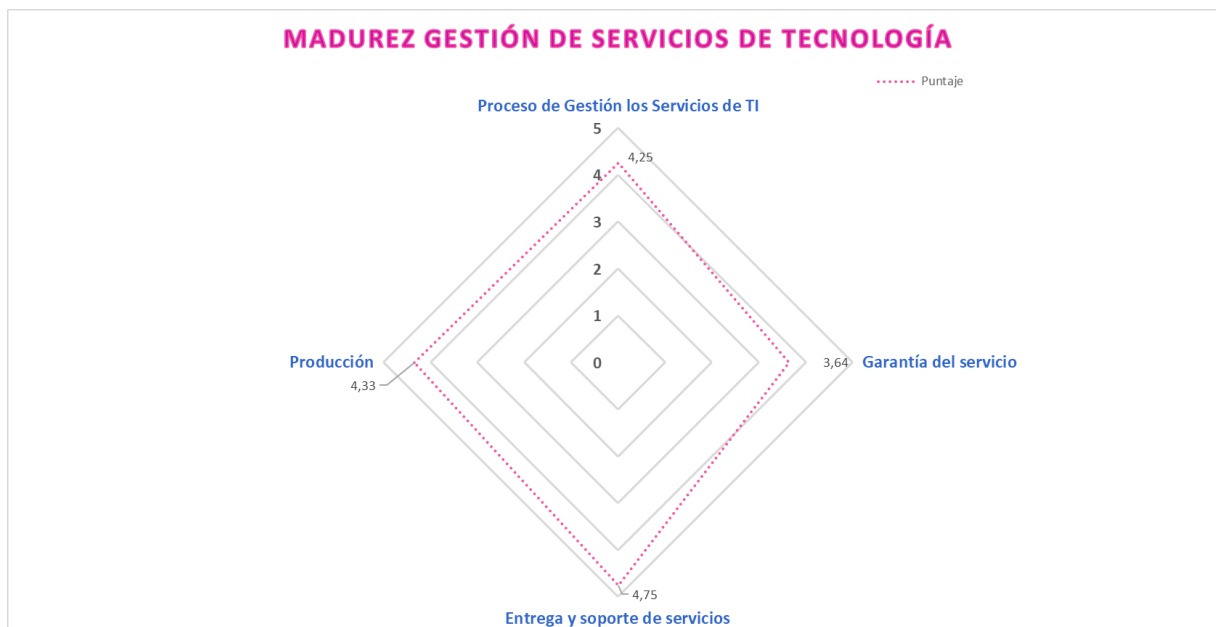 MADUREZ GESTIÓN DE SERVICIOS DE TECNOLOGÍA
Puntaje
Proceso de Gestión los Servicios de TI
5
4,25
4
3
2
1
Producción
0
3,64
Garantía del servicio
4,33
4,75
Entrega y soporte de servicios